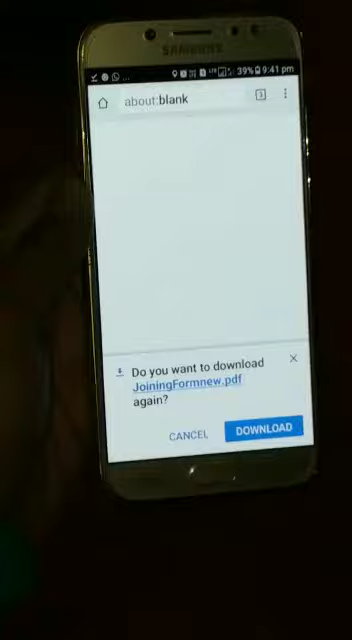 SAMSUNG
39% 9:41 pm
about:blank
Do you want to download
JoiningFormnew.pdf
again?
CANCEL
DOWNLOAD